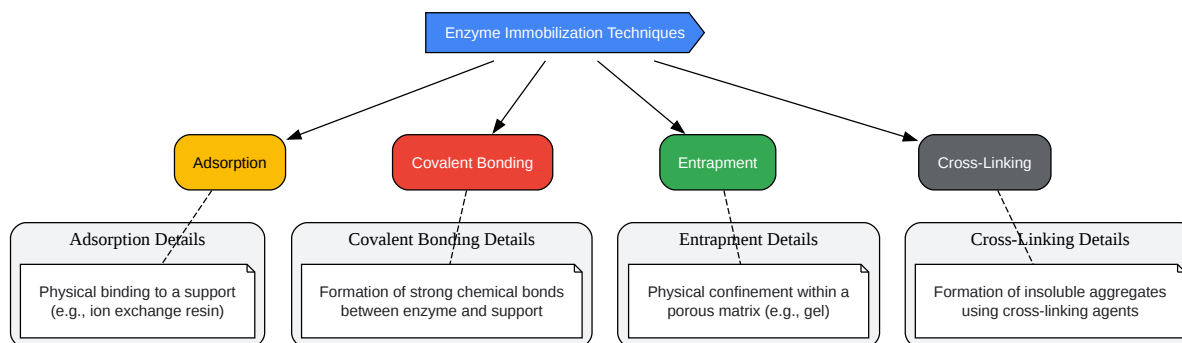 Enzyme Immobilization Techniques
Adsorption
Covalent Bonding
Entrapment
Cross-Linking
Adsorption Details
Physical binding to a support
(e.g., ion exchange resin)
Covalent Bonding Details
Formation of strong chemical bonds
between enzyme and support
Entrapment Details
Physical confinement within a
porous matrix (e.g., gel)
Cross-Linking Details
Formation of insoluble aggregates
using cross-linking agents